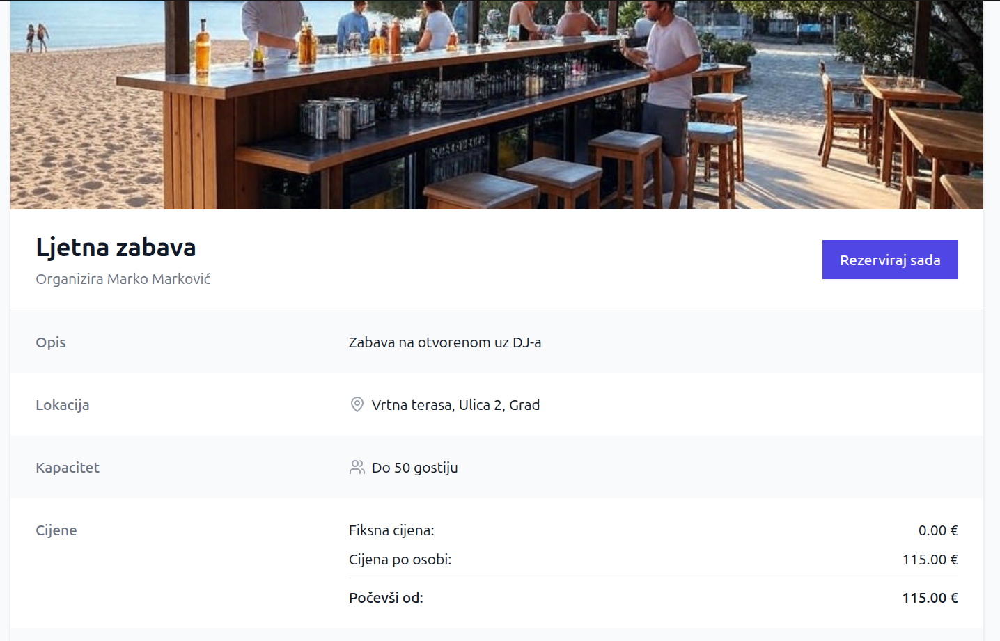 Ljetna zabava
Organizira Marko Marković
Rezerviraj sada
Opis
Zabava na otvorenom uz DJ-a
Lokacija
Vrtna terasa, Ulica 2, Grad
Kapacitet
Do 50 gostiju
Cijene
Fiksna cijena: 0.00 €
Cijena po osobi: 115.00 €
Počevši od: 115.00 €